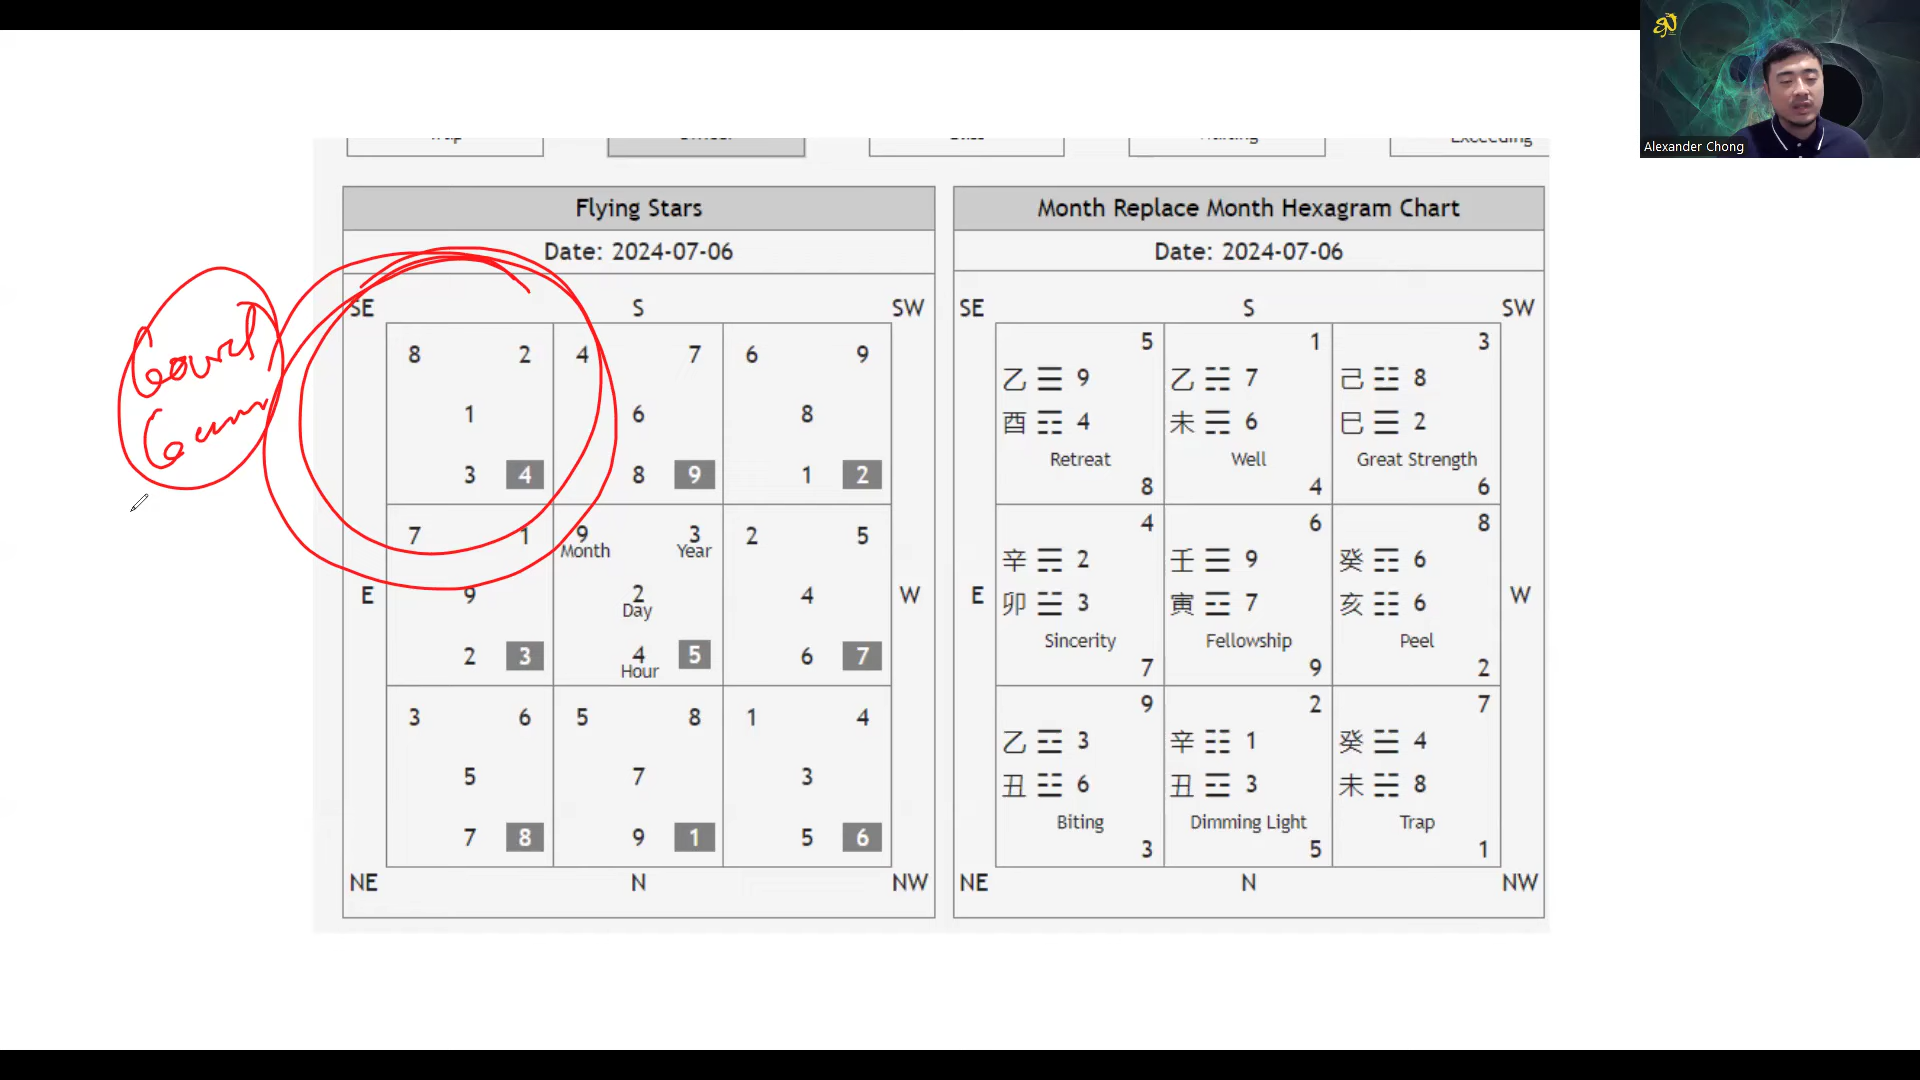 Alexander Chong
Exceeding
Flying Stars
Date: 2024-07-06
SE S SW
8 2 4 7 6 9
1 6 8
3 4 8 9 1 2
7 1 9 3 2 5
Month Year
E 9 2 4 W
Day
2 3 4 5 6 7
Hour
3 6 5 8 1 4
5 7 3
7 8 9 1 5 6
NE N NW
Month Replace Month Hexagram Chart
Date: 2024-07-06
SE S SW
5 1 3
乙 ☰ 9 乙 ☵ 7 己 ☳ 8
酉 ☶ 4 未 ☴ 6 巳 ☰ 2
Retreat Well Great Strength
8 4 6
4 6 8
辛 ☴ 2 壬 ☰ 9 癸 ☶ 6
E 卯 ☱ 3 寅 ☲ 7 亥 ☷ 6 W
Sincerity Fellowship Peel
7 9 2
9 2 7
乙 ☲ 3 辛 ☷ 1 癸 ☱ 4
丑 ☳ 6 丑 ☲ 3 未 ☵ 8
Biting Dimming Light Trap
3 5 1
NE N NW